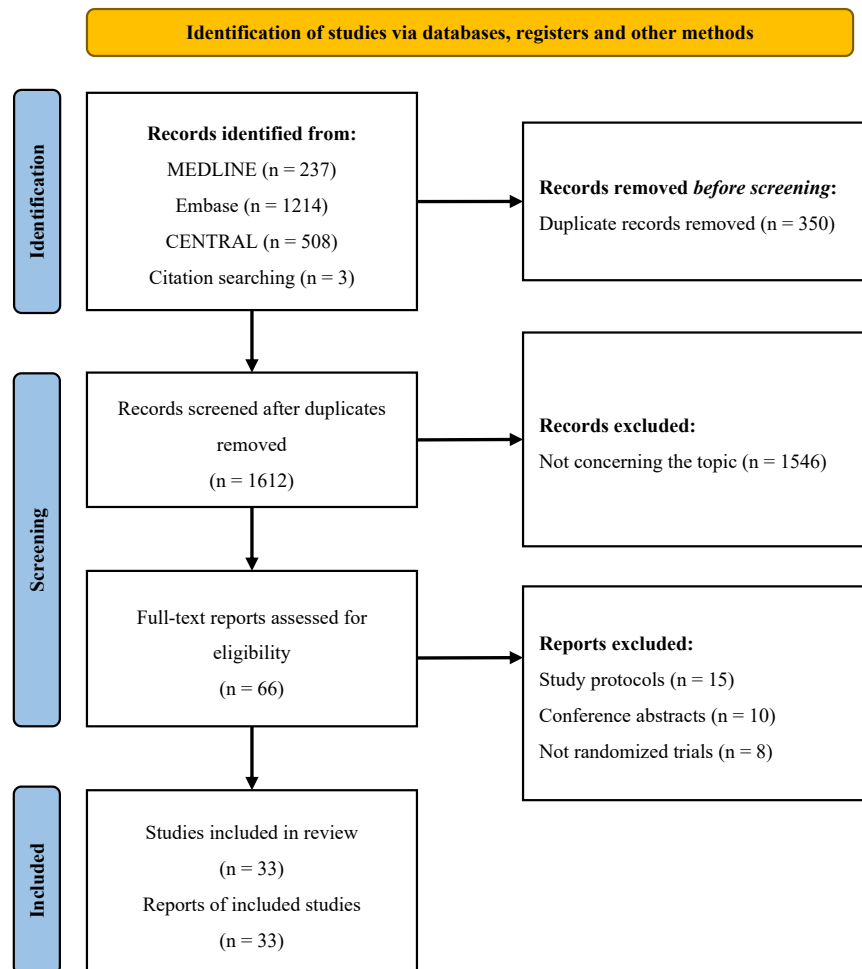 Identification of studies via databases, registers and other methods
Identification
Records identified from:
MEDLINE (n = 237)
Embase (n = 1214)
CENTRAL (n = 508)
Citation searching (n = 3)
Records removed before screening:
Duplicate records removed (n = 350)
Screening
Records screened after duplicates
removed
(n = 1612)
Records excluded:
Not concerning the topic (n = 1546)
Full-text reports assessed for
eligibility
(n = 66)
Reports excluded:
Study protocols (n = 15)
Conference abstracts (n = 10)
Not randomized trials (n = 8)
Included
Studies included in review
(n = 33)
Reports of included studies
(n = 33)